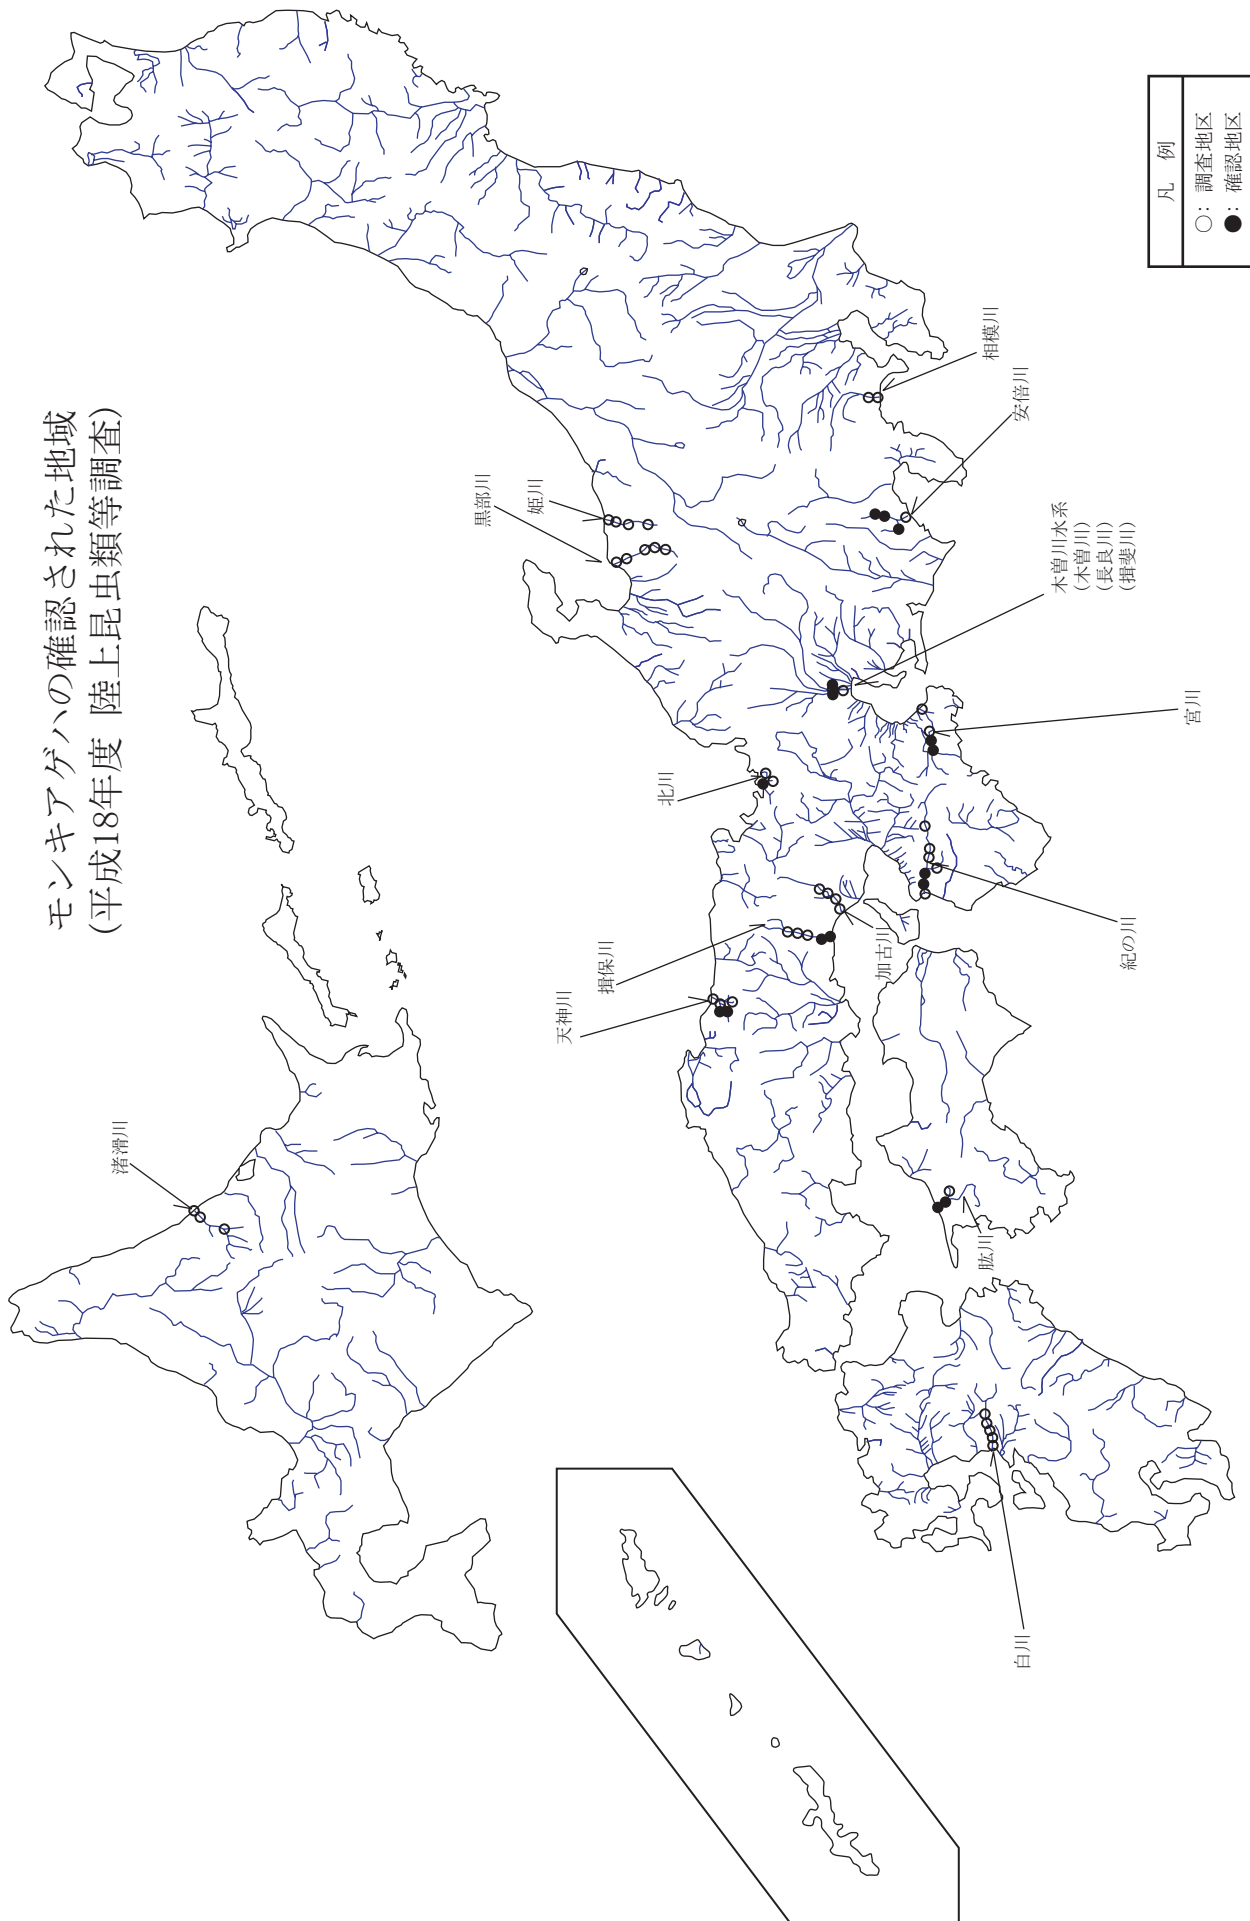 モンキアゲハの確認された地域
(平成18年度 陸上昆虫類等調査)
渚滑川
黒部川
姫川
北川
揖保川
天神川
加古川
相模川
安倍川
木曽川水系
(木曽川)
(長良川)
(揖斐川)
宮川
紀の川
肱川
白川
凡 例
○: 調査地区
●: 確認地区